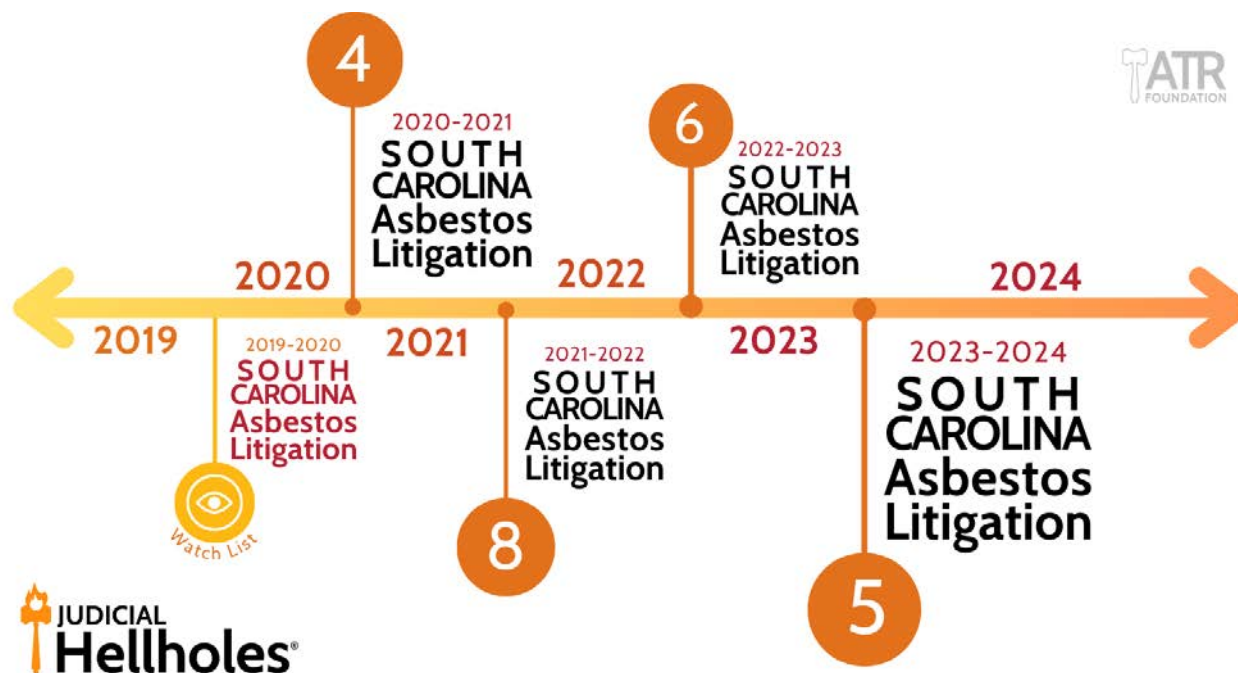 4
2020-2021
SOUTH
CAROLINA
Asbestos
Litigation
6
2022-2023
SOUTH
CAROLINA
Asbestos
Litigation
ATR
FOUNDATION
2020
2022
2024
2019
2021
2023
2019-2020
SOUTH
CAROLINA
Asbestos
Litigation
Watch List
2021-2022
SOUTH
CAROLINA
Asbestos
Litigation
8
2023-2024
SOUTH
CAROLINA
Asbestos
Litigation
5
JUDICIAL
Hellholes®